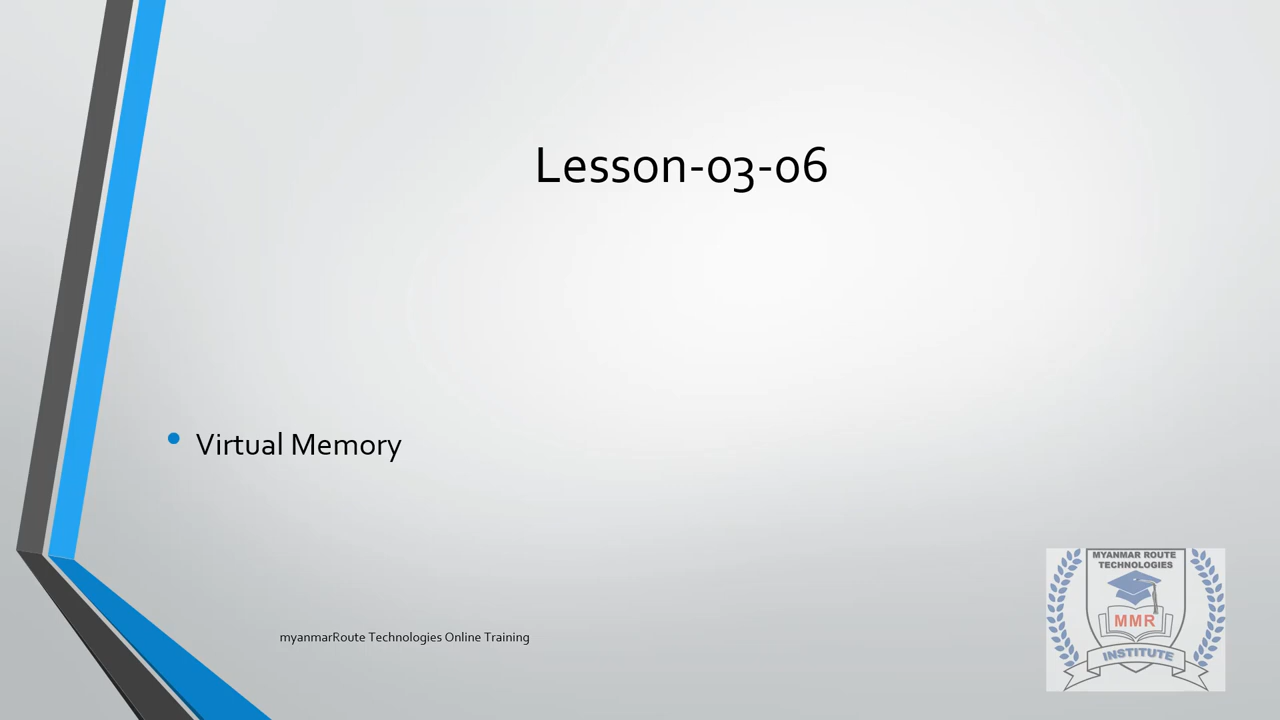 Lesson-03-06
Virtual Memory
myanmarRoute Technologies Online Training
MYANMAR ROUTE
TECHNOLOGIES
MMR
INSTITUTE